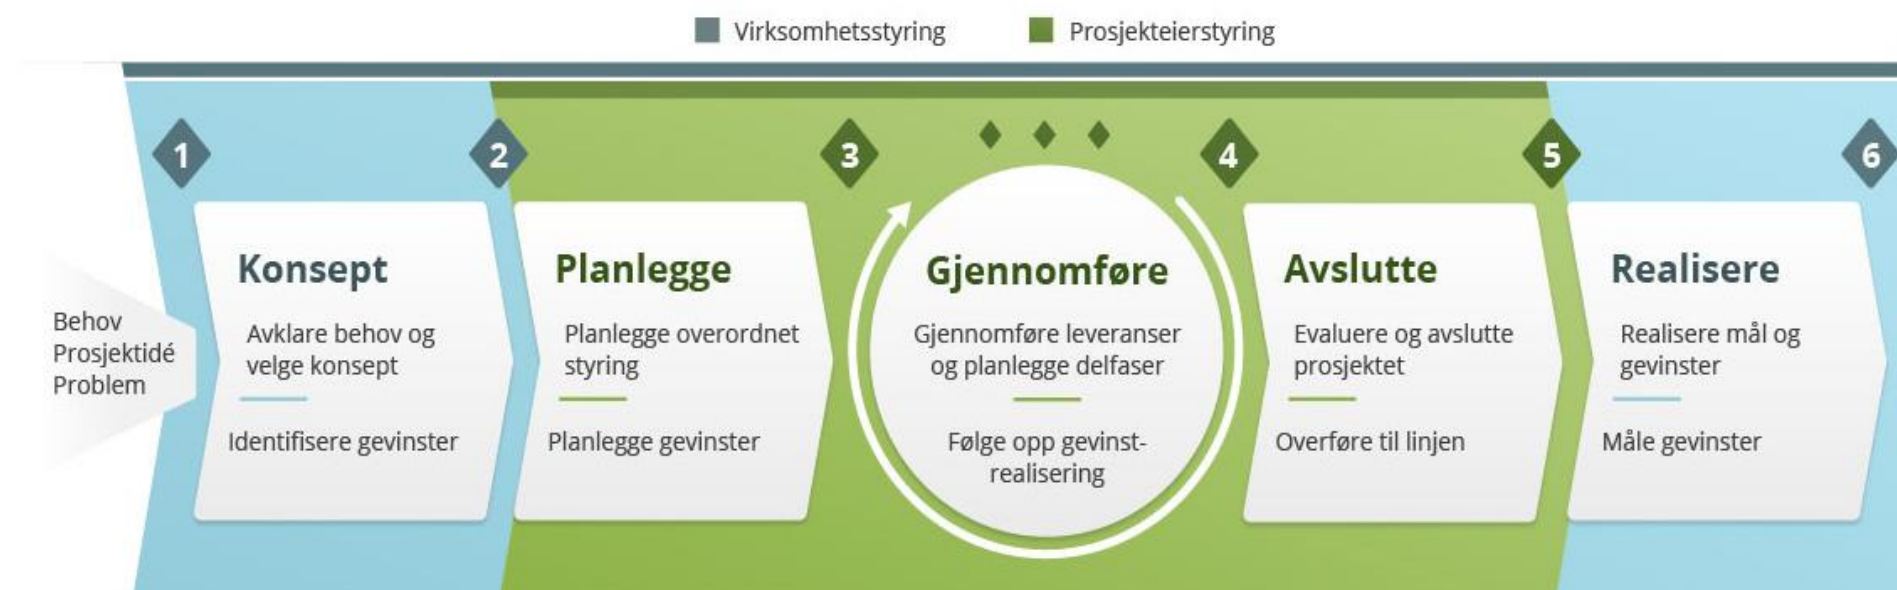 Virksomhetsstyring
Prosjekteierstyring
1
2
3
4
5
6
Behov
Prosjektidé
Problem
Konsept
Avklare behov og
velge konsept
Identifisere gevinster
Planlegge
Planlegge overordnet
styring
Planlegge gevinster
Gjennomføre
Gjennomføre leveranser
og planlegge delfaser
Følge opp gevinst-
realisering
Avslutte
Evaluere og avslutte
prosjektet
Overføre til linjen
Realisere
Realisere mål og
gevinster
Måle gevinster